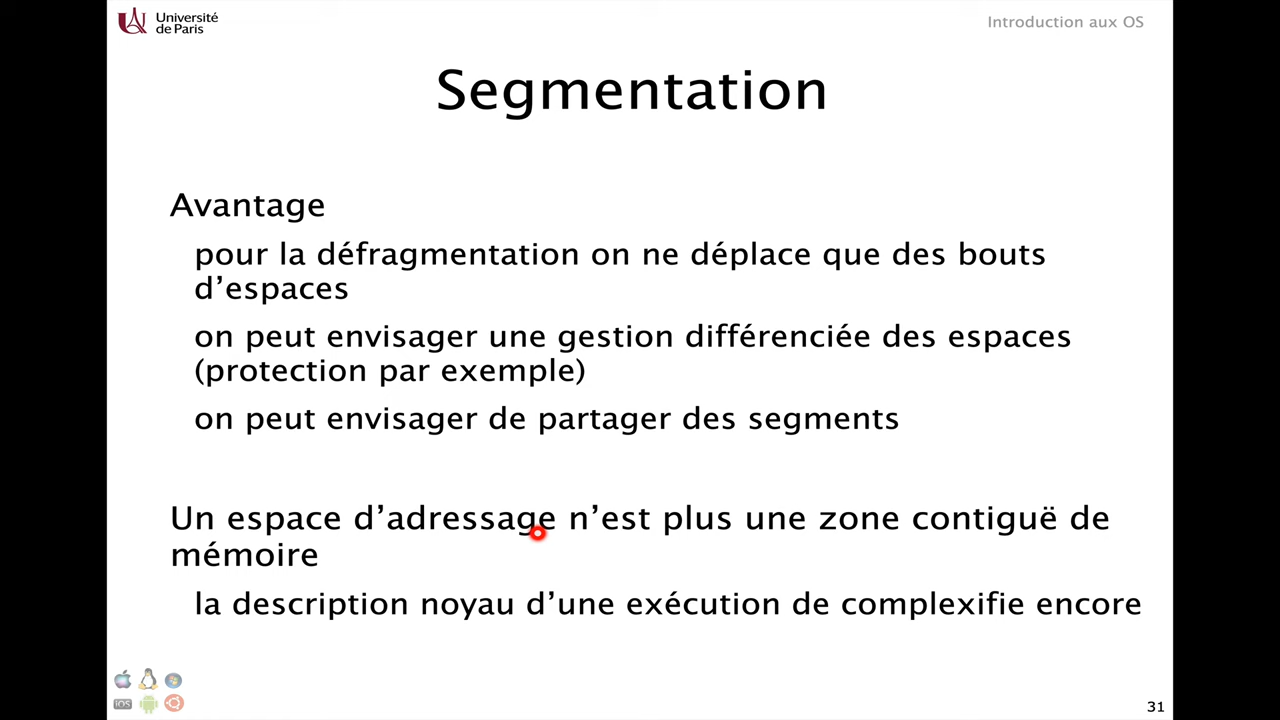 Université
de Paris
Introduction aux OS
Segmentation
Avantage
pour la défragmentation on ne déplace que des bouts
d’espaces
on peut envisager une gestion différenciée des espaces
(protection par exemple)
on peut envisager de partager des segments
Un espace d’adressage n’est plus une zone contiguë de
mémoire
la description noyau d’une exécution de complexifie encore
iOS
31